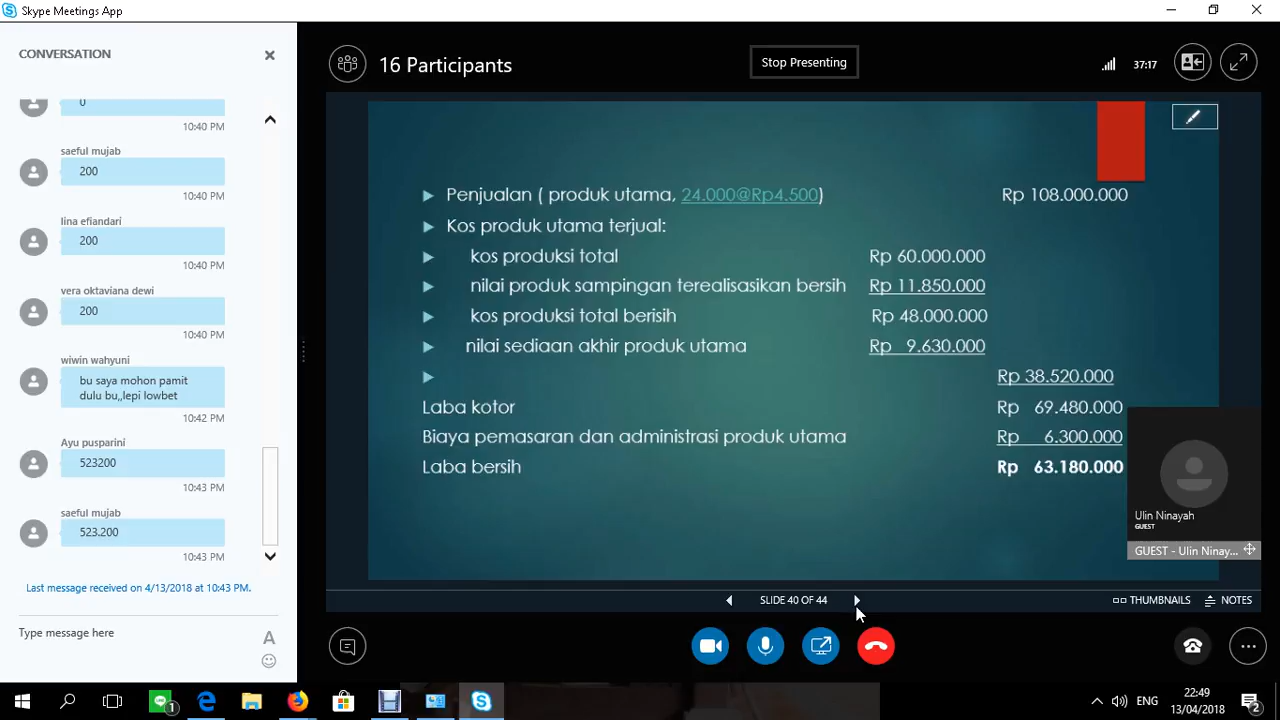 Skype Meetings App
CONVERSATION
0
10:40 PM
saeful mujab
200
10:40 PM
lina efiandari
200
10:40 PM
vera oktaviana dewi
200
10:40 PM
wiwin wahyuni
bu saya mohon pamit
dulu bu,,lepi lowbet
10:42 PM
Ayu pusparini
523200
10:43 PM
saeful mujab
523.200
10:43 PM
Last message received on 4/13/2018 at 10:43 PM.
Type message here
A
16 Participants
Stop Presenting
37:17
Penjualan ( produk utama, 24.000@Rp4.500) Rp 108.000.000
Kos produk utama terjual:
kos produksi total Rp 60.000.000
nilai produk sampingan terealisasikan bersih Rp 11.850.000
kos produksi total berisih Rp 48.000.000
nilai sediaan akhir produk utama Rp 9.630.000
Rp 38.520.000
Laba kotor Rp 69.480.000
Biaya pemasaran dan administrasi produk utama Rp 6.300.000
Laba bersih Rp 63.180.000
Ulin Ninayah
GUEST
GUEST - Ulin Ninay...
SLIDE 40 OF 44
THUMBNAILS
NOTES
1
ENG
22:49
13/04/2018
2